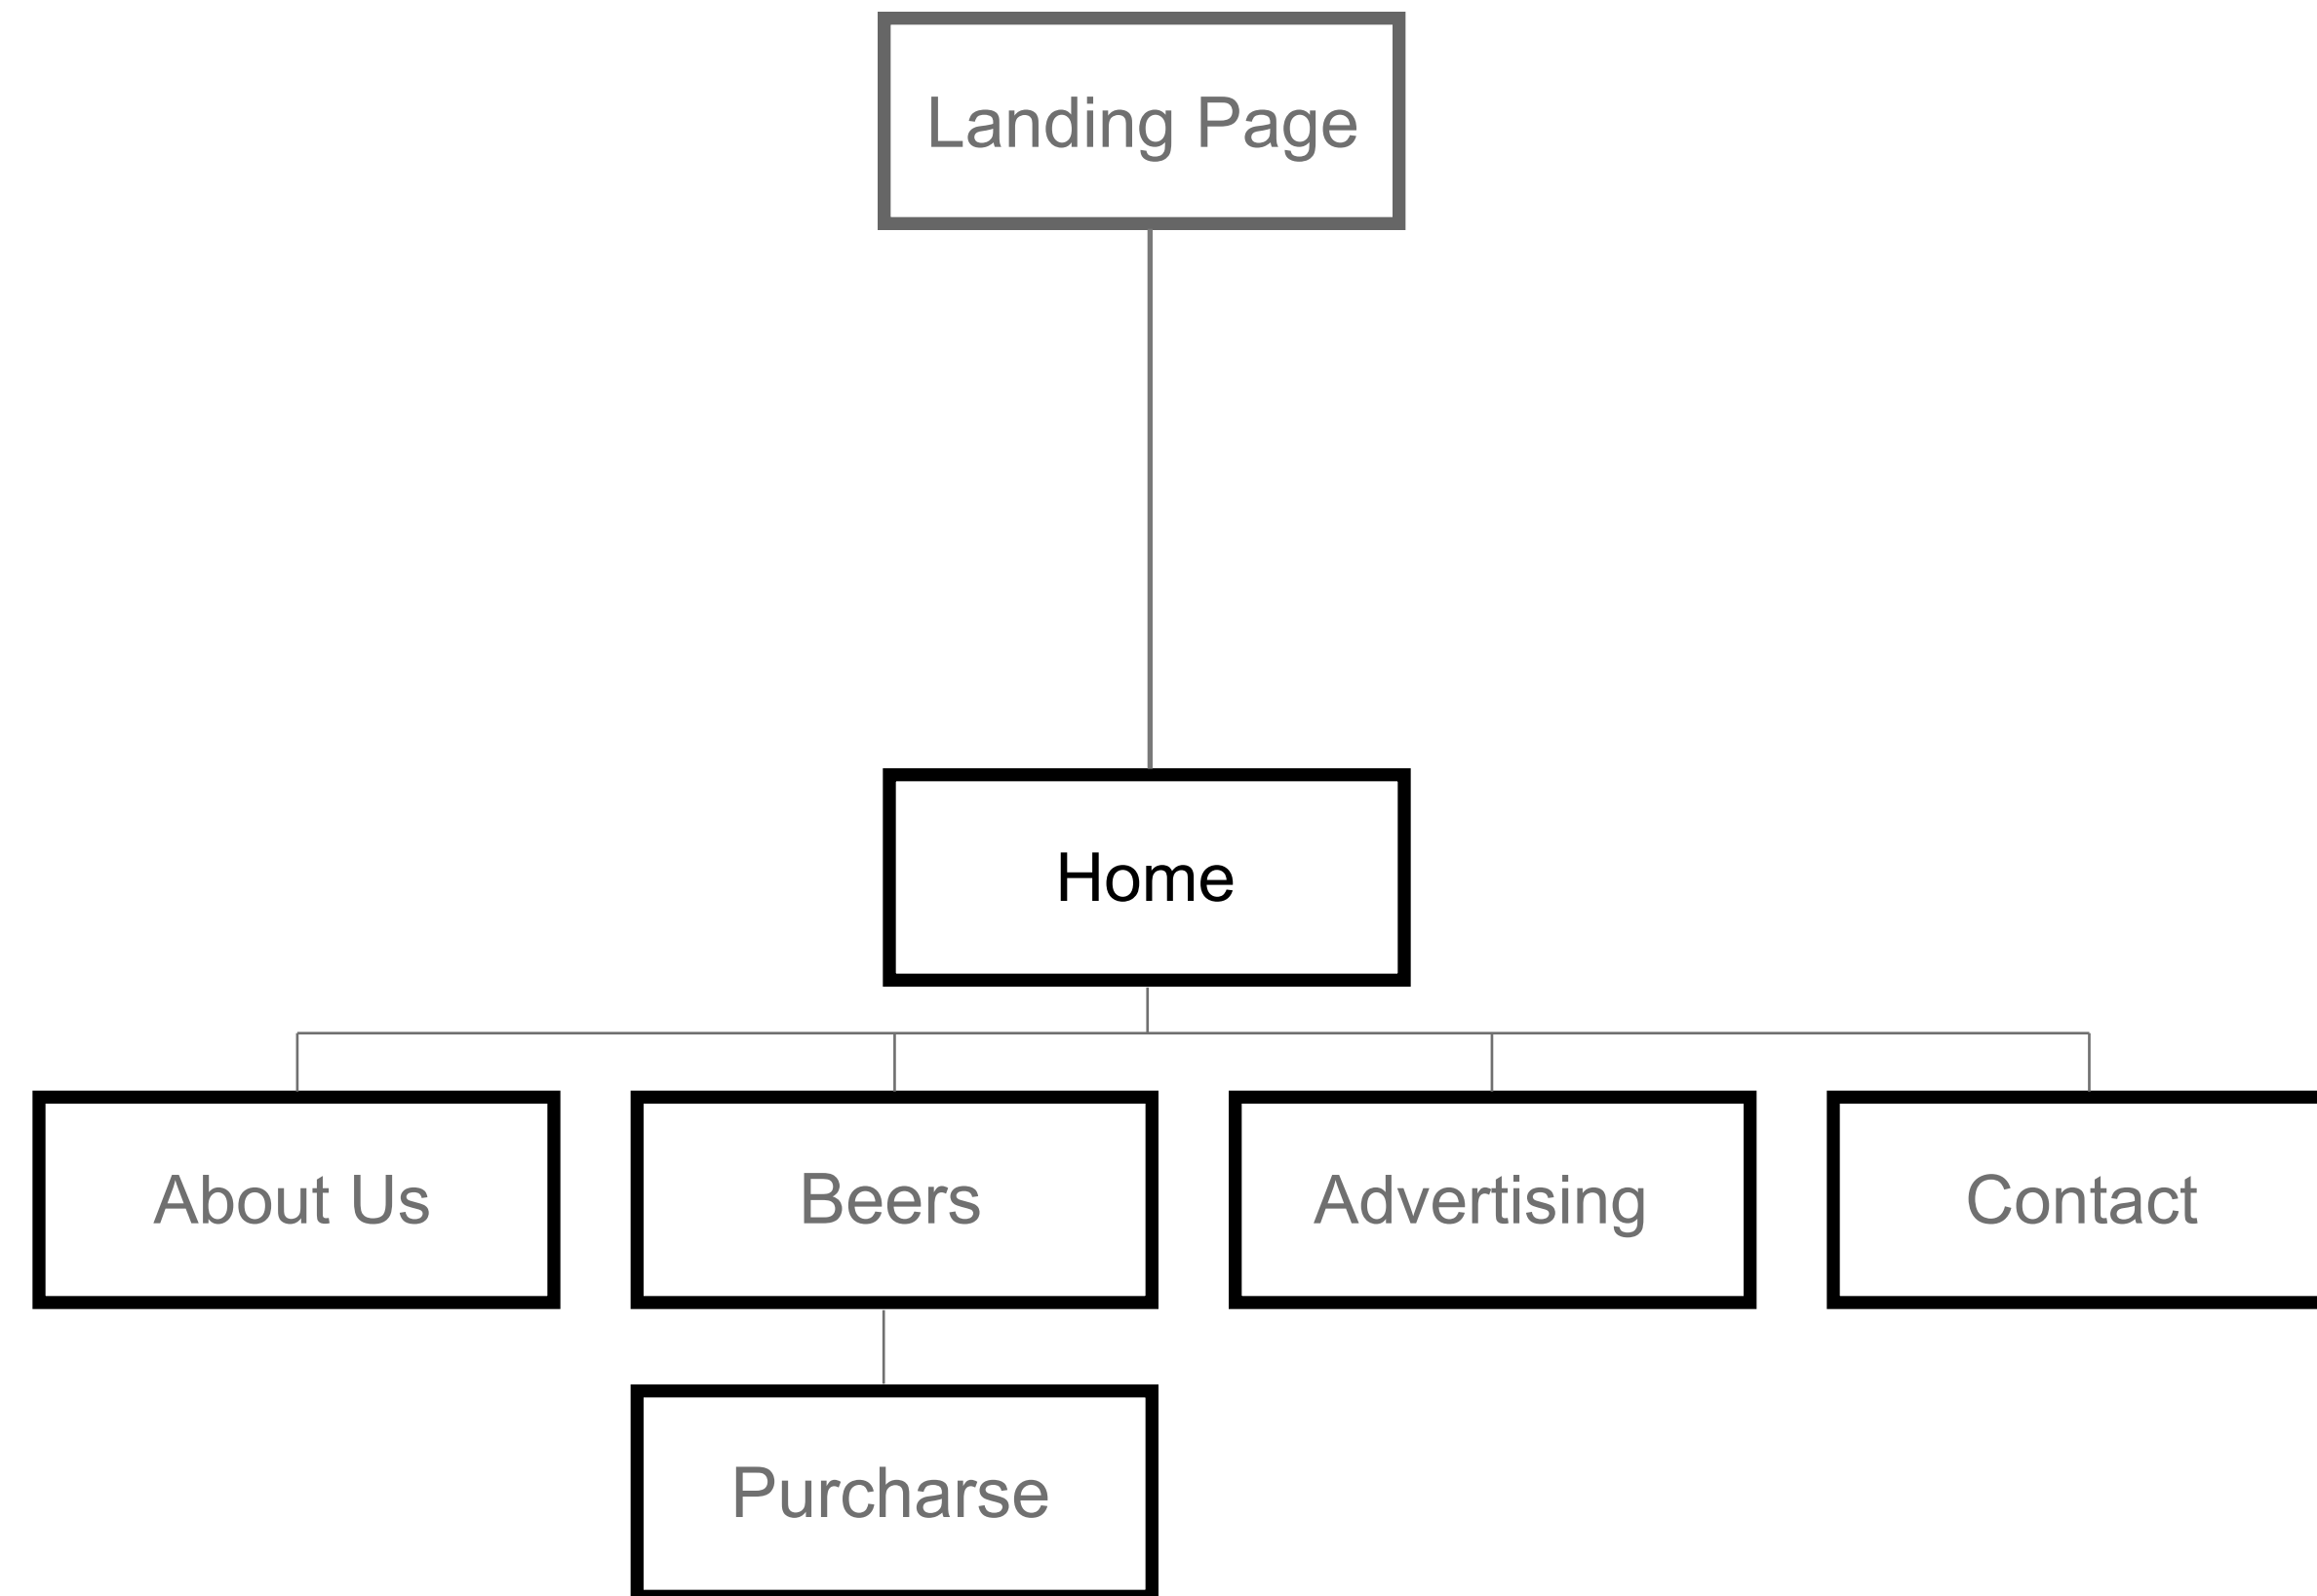 Landing Page
Home
About Us
Beers
Advertising
Contact
Purcharse